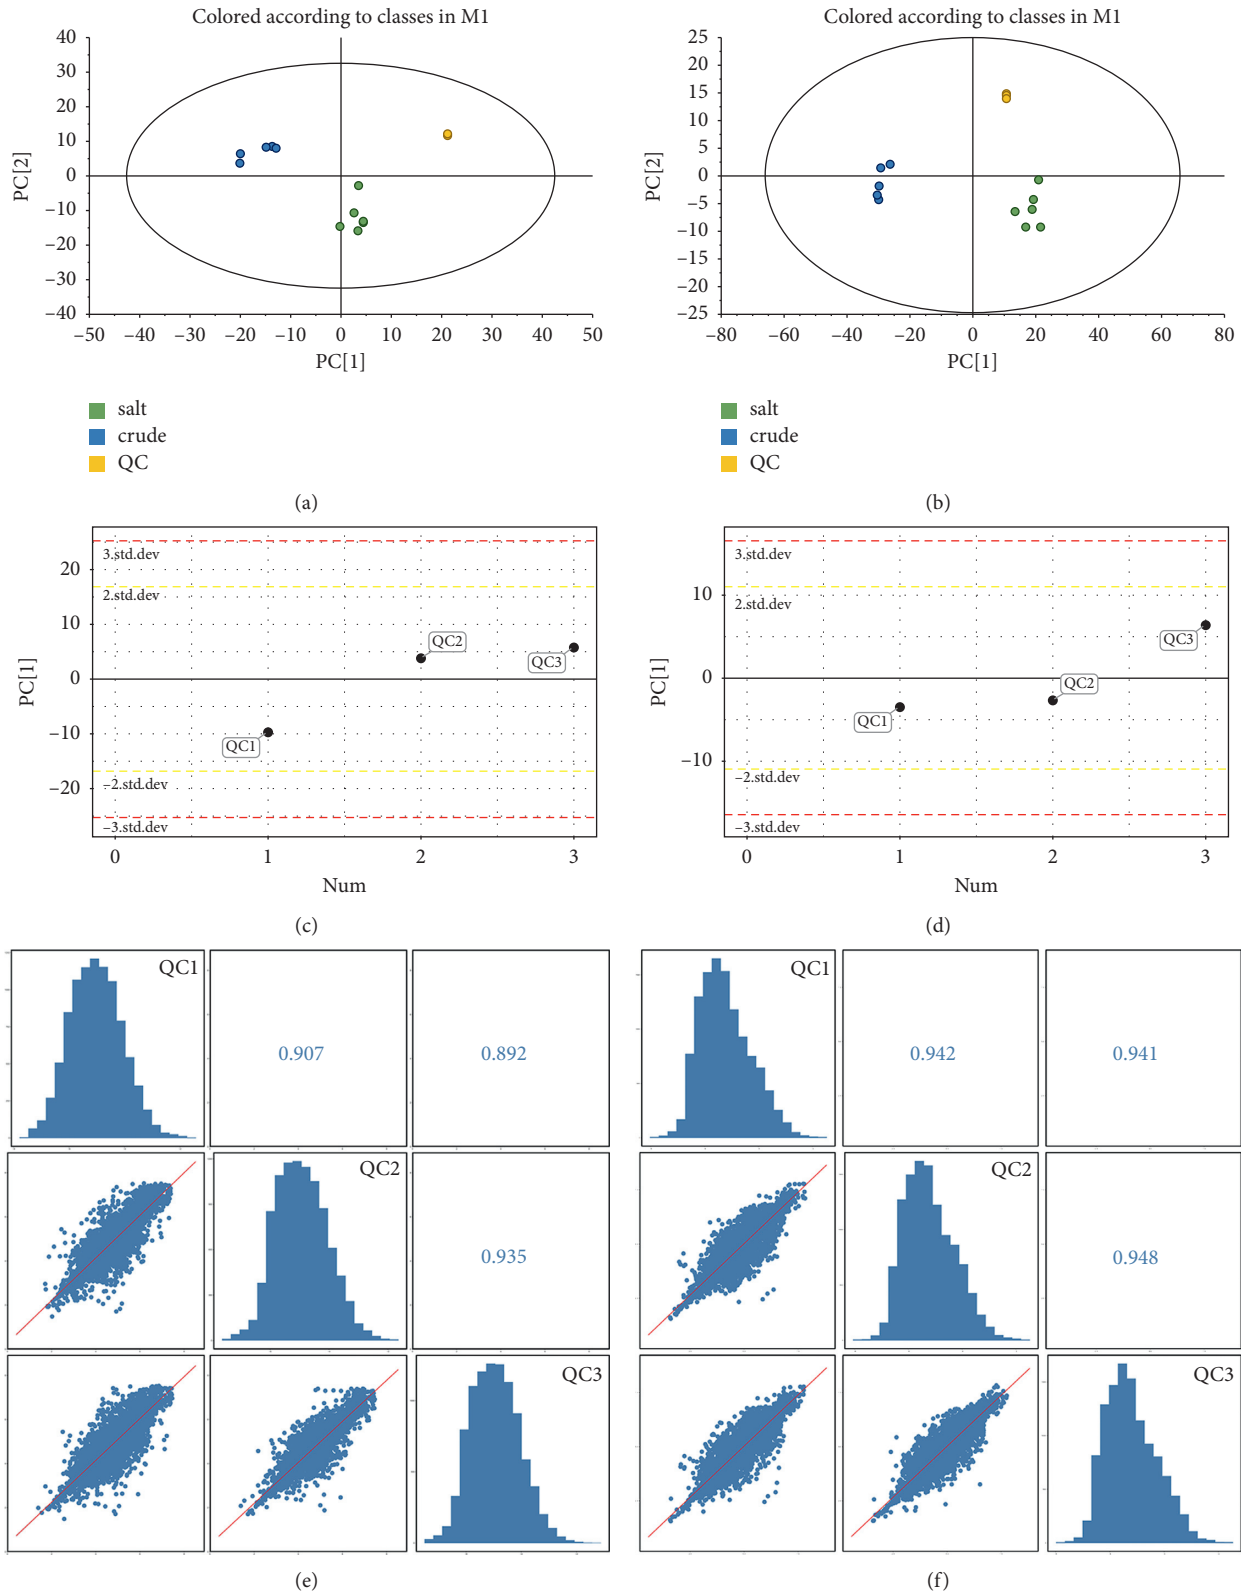 Colored according to classes in M1
40
30
20
10
0
−10
−20
−30
−40
PC[2]
−50 −40 −30 −20 −10 0 10 20 30 40 50
PC[1]
salt
crude
QC
(a)
Colored according to classes in M1
25
20
15
10
5
0
−5
−10
−15
−20
−25
PC[2]
−80 −60 −40 −20 0 20 40 60 80
PC[1]
salt
crude
QC
(b)
3.std.dev
20
2.std.dev
10
QC2
QC3
0
PC[1]
−10
QC1
−2.std.dev
−20
−3.std.dev
0 1 2 3
Num
(c)
3.std.dev
10
2.std.dev
QC3
0
PC[1]
QC2
QC1
−10
−2.std.dev
−3.std.dev
0 1 2 3
Num
(d)
QC1
0.907 0.892
QC2
0.935
QC3
(e)
QC1
0.942 0.941
QC2
0.948
QC3
(f)